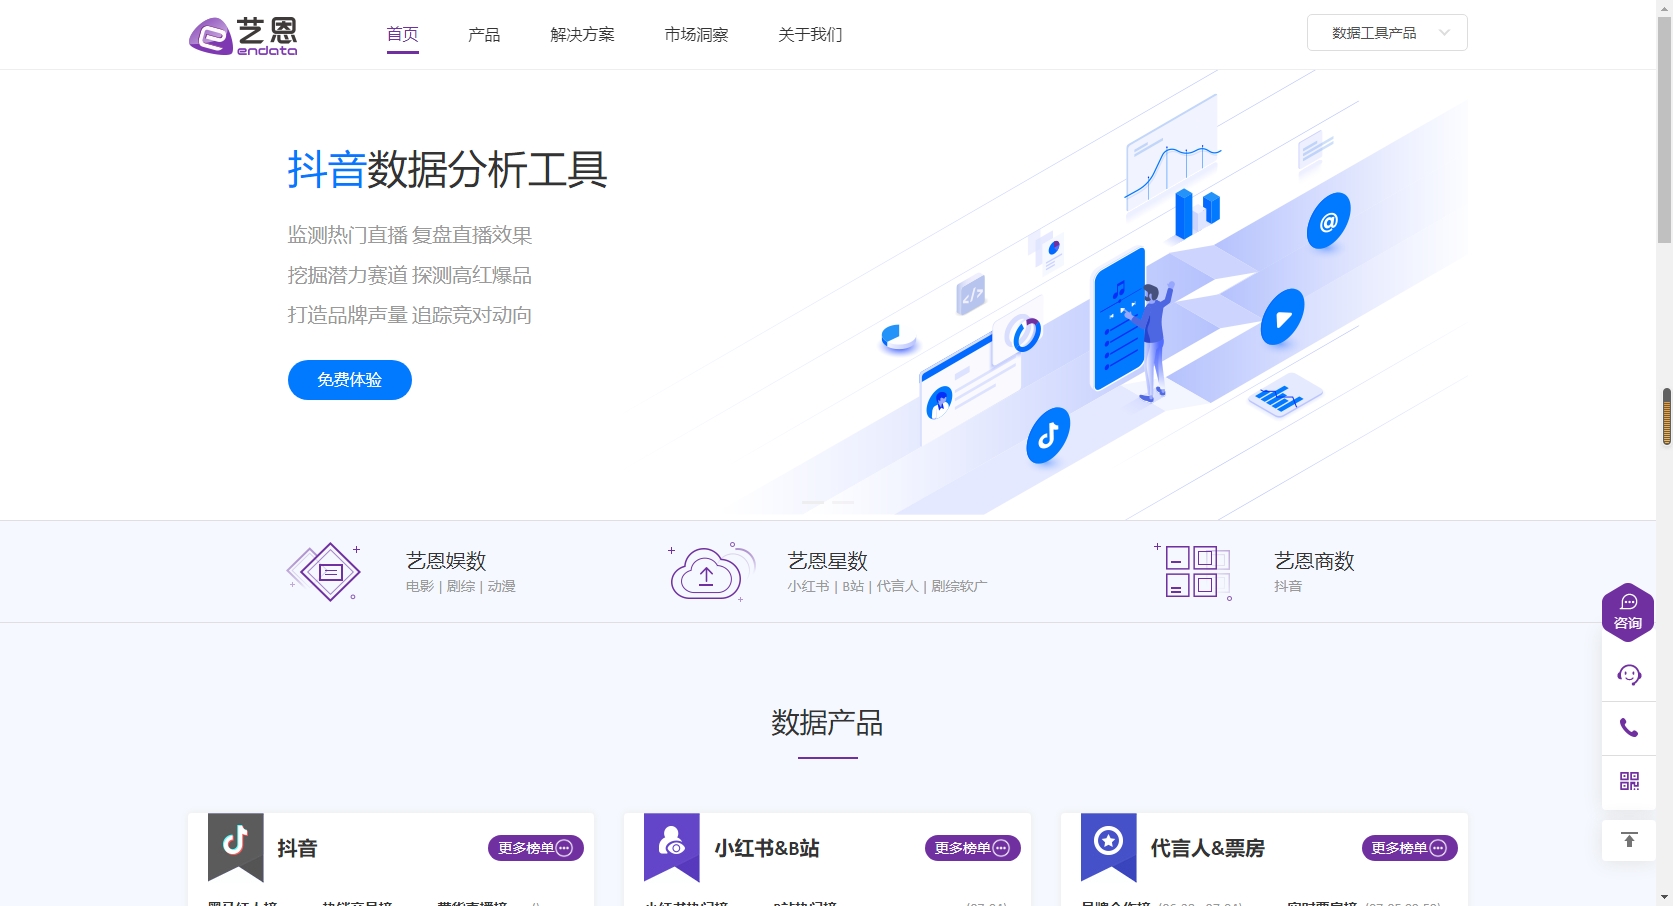 艺恩
endata
首页
产品
解决方案
市场洞察
关于我们
数据工具产品
抖音数据分析工具
监测热门直播 复盘直播效果
挖掘潜力赛道 探测高红爆品
打造品牌声量 追踪竞对动向
免费体验
艺恩娱数
电影 | 剧综 | 动漫
艺恩星数
小红书 | B站 | 代言人 | 剧综软广
艺恩商数
抖音
咨询
数据产品
抖音
更多榜单
小红书&B站
更多榜单
代言人&票房
更多榜单